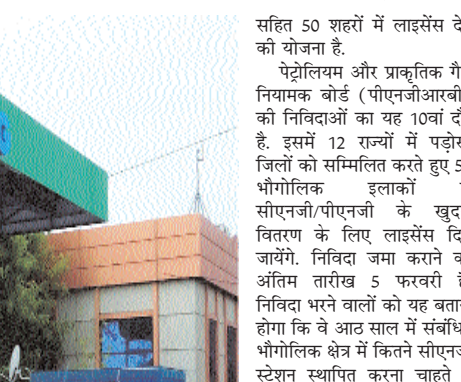 सहित 50 शहरों में लाइसेंस दे
की योजना है.
पेट्रोलियम और प्राकृतिक गै
नियामक बोर्ड (पीएनजीआरबी
की निविदाओं का यह 10वां दौ
है. इसमें 12 राज्यों में पड़ोस
जिलों को सम्मिलित करते हुए 5
भौगोलिक इलाकों
सीएनजी/पीएनजी के खुद
वितरण के लिए लाइसेंस दि
जायेंगे. निविदा जमा कराने क
अंतिम तारीख 5 फरवरी है
निविदा भरने वालों को यह बतान
होगा कि वे आठ साल में संबंधि
भौगोलिक क्षेत्र में कितने सीएनज
स्टेशन स्थापित करना चाहते